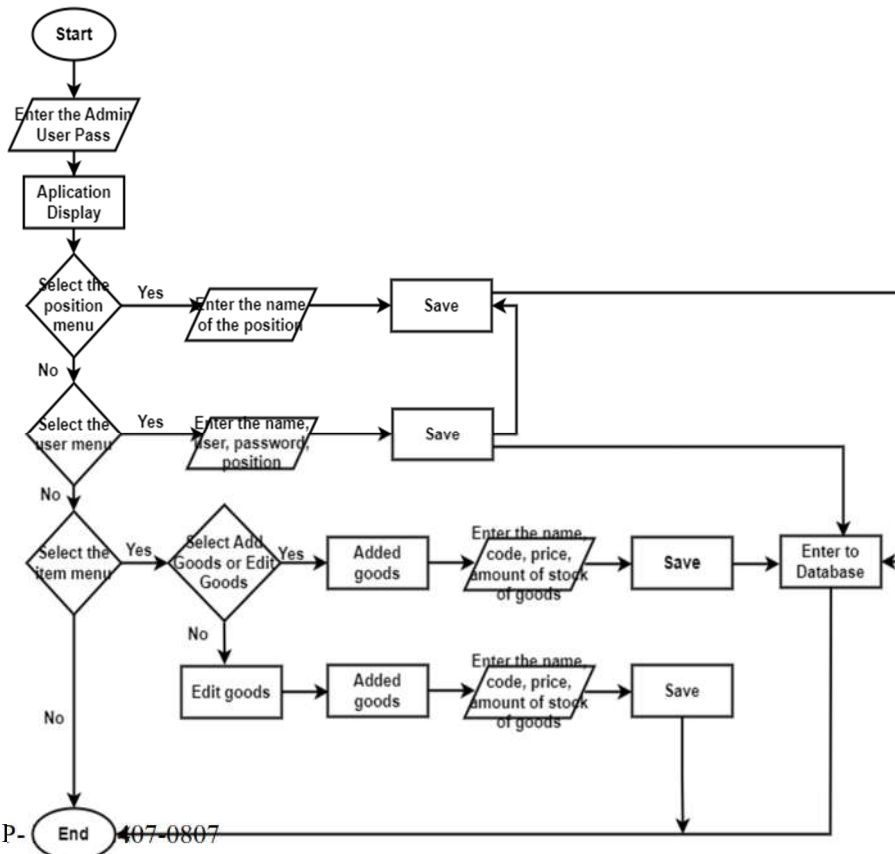 Start
Enter the Admin
User Pass
Aplication
Display
Select the
position
menu
Yes
Enter the name
of the position
Save
No
Select the
user menu
Yes
Enter the name,
user, password,
position
Save
No
Select the
item menu
Yes
Select Add
Goods or Edit
Goods
Yes
Added
goods
Enter the name,
code, price,
amount of stock
of goods
Save
Enter to
Database
No
Edit goods
Added
goods
Enter the name,
code, price,
amount of stock
of goods
Save
No
End
P-
407-0807